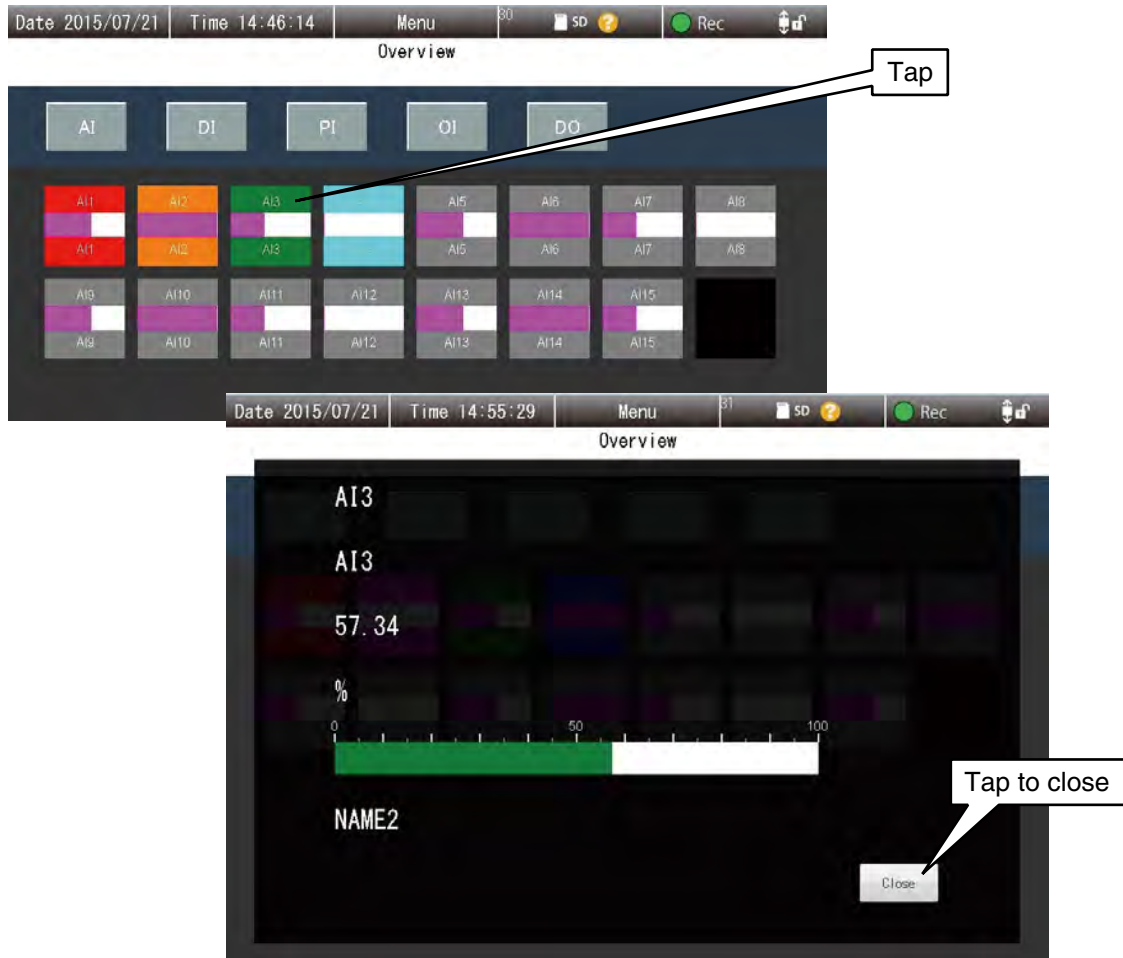 Date 2015/07/21 Time 14:46:14 Menu 30 SD ? Rec
Overview
Tap
AI DI PI OI DO
AI1 AI2 AI3 AI5 AI6 AI7 AI8
AI1 AI2 AI3 AI5 AI6 AI7 AI8
AI9 AI10 AI11 AI12 AI13 AI14 AI15
AI9 AI10 AI11 AI12 AI13 AI14 AI15
Date 2015/07/21 Time 14:55:29 Menu 31 SD ? Rec
Overview
AI3
AI3
57.34
%
0 50 100
NAME2
Tap to close
Close